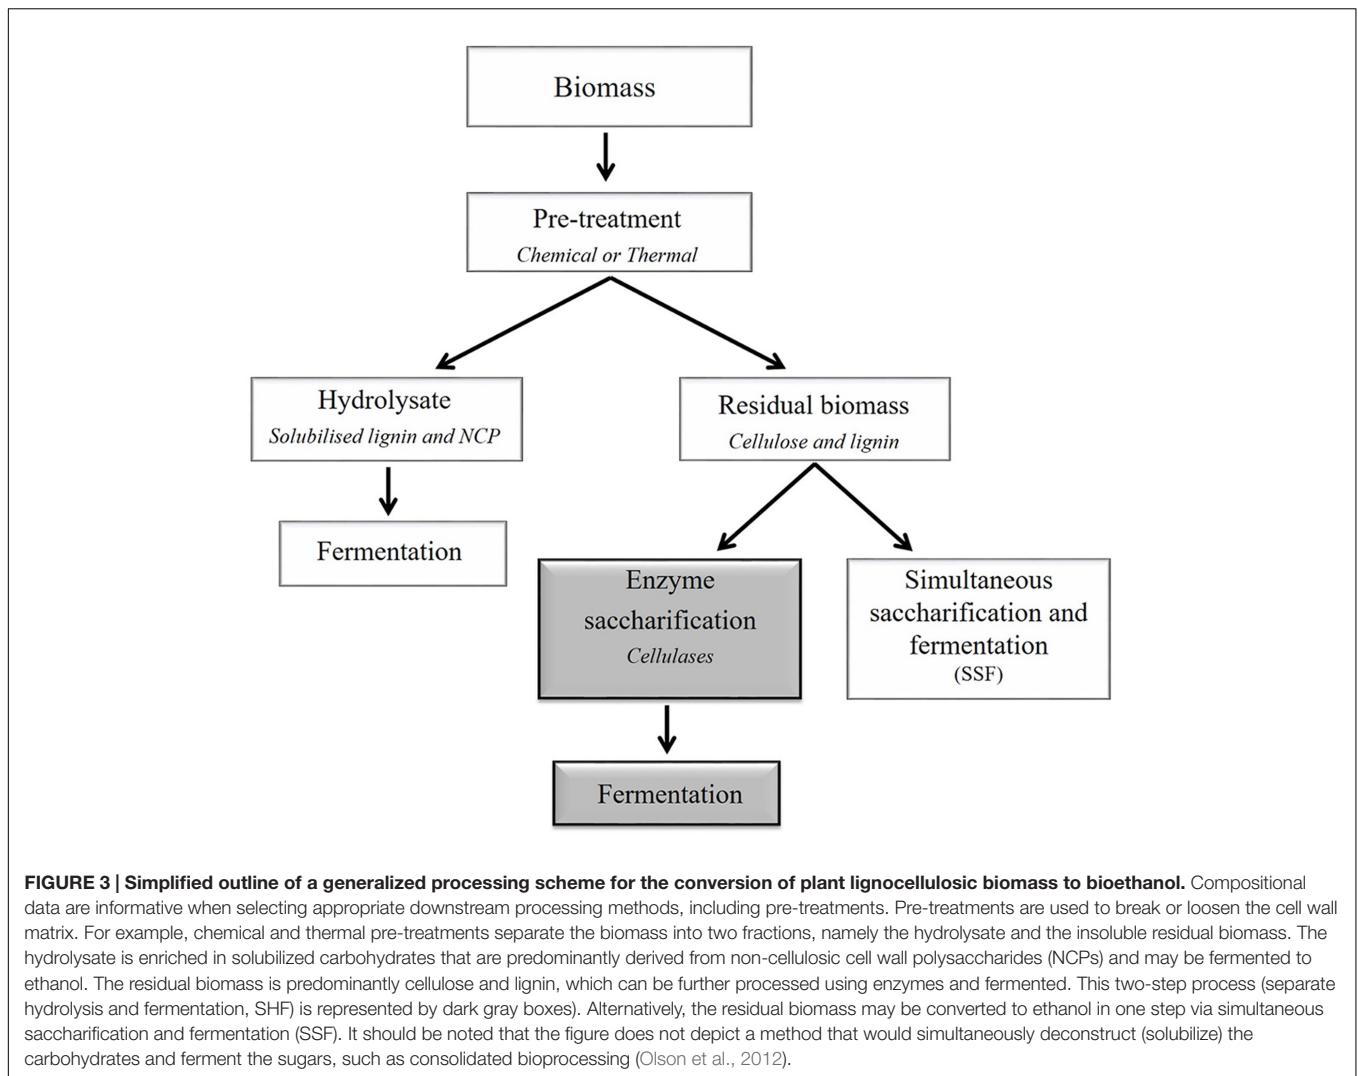 Biomass
Pre-treatment
Chemical or Thermal
Hydrolysate
Solubilised lignin and NCP
Residual biomass
Cellulose and lignin
Fermentation
Enzyme
saccharification
Cellulases
Simultaneous
saccharification and
fermentation
(SSF)
Fermentation
FIGURE 3 | Simplified outline of a generalized processing scheme for the conversion of plant lignocellulosic biomass to bioethanol. Compositional
data are informative when selecting appropriate downstream processing methods, including pre-treatments. Pre-treatments are used to break or loosen the cell wall
matrix. For example, chemical and thermal pre-treatments separate the biomass into two fractions, namely the hydrolysate and the insoluble residual biomass. The
hydrolysate is enriched in solubilized carbohydrates that are predominantly derived from non-cellulosic cell wall polysaccharides (NCPs) and may be fermented to
ethanol. The residual biomass is predominantly cellulose and lignin, which can be further processed using enzymes and fermented. This two-step process (separate
hydrolysis and fermentation, SHF) is represented by dark gray boxes). Alternatively, the residual biomass may be converted to ethanol in one step via simultaneous
saccharification and fermentation (SSF). It should be noted that the figure does not depict a method that would simultaneously deconstruct (solubilize) the
carbohydrates and ferment the sugars, such as consolidated bioprocessing (Olson et al., 2012).